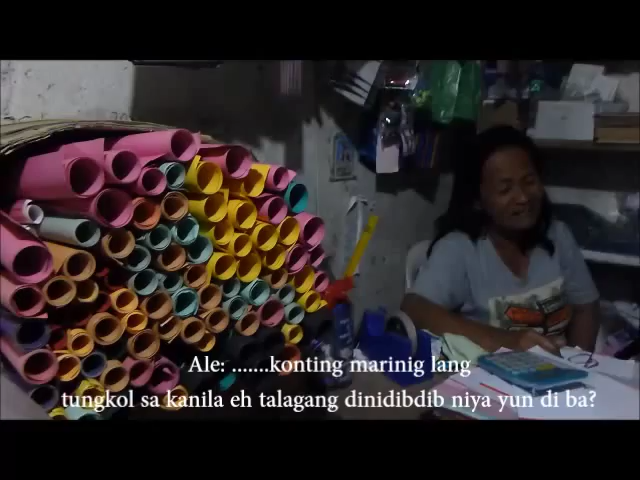 Ale: .......konting marinig lang
tungkol sa kanila eh talagang dinidibdib niya yun di ba?